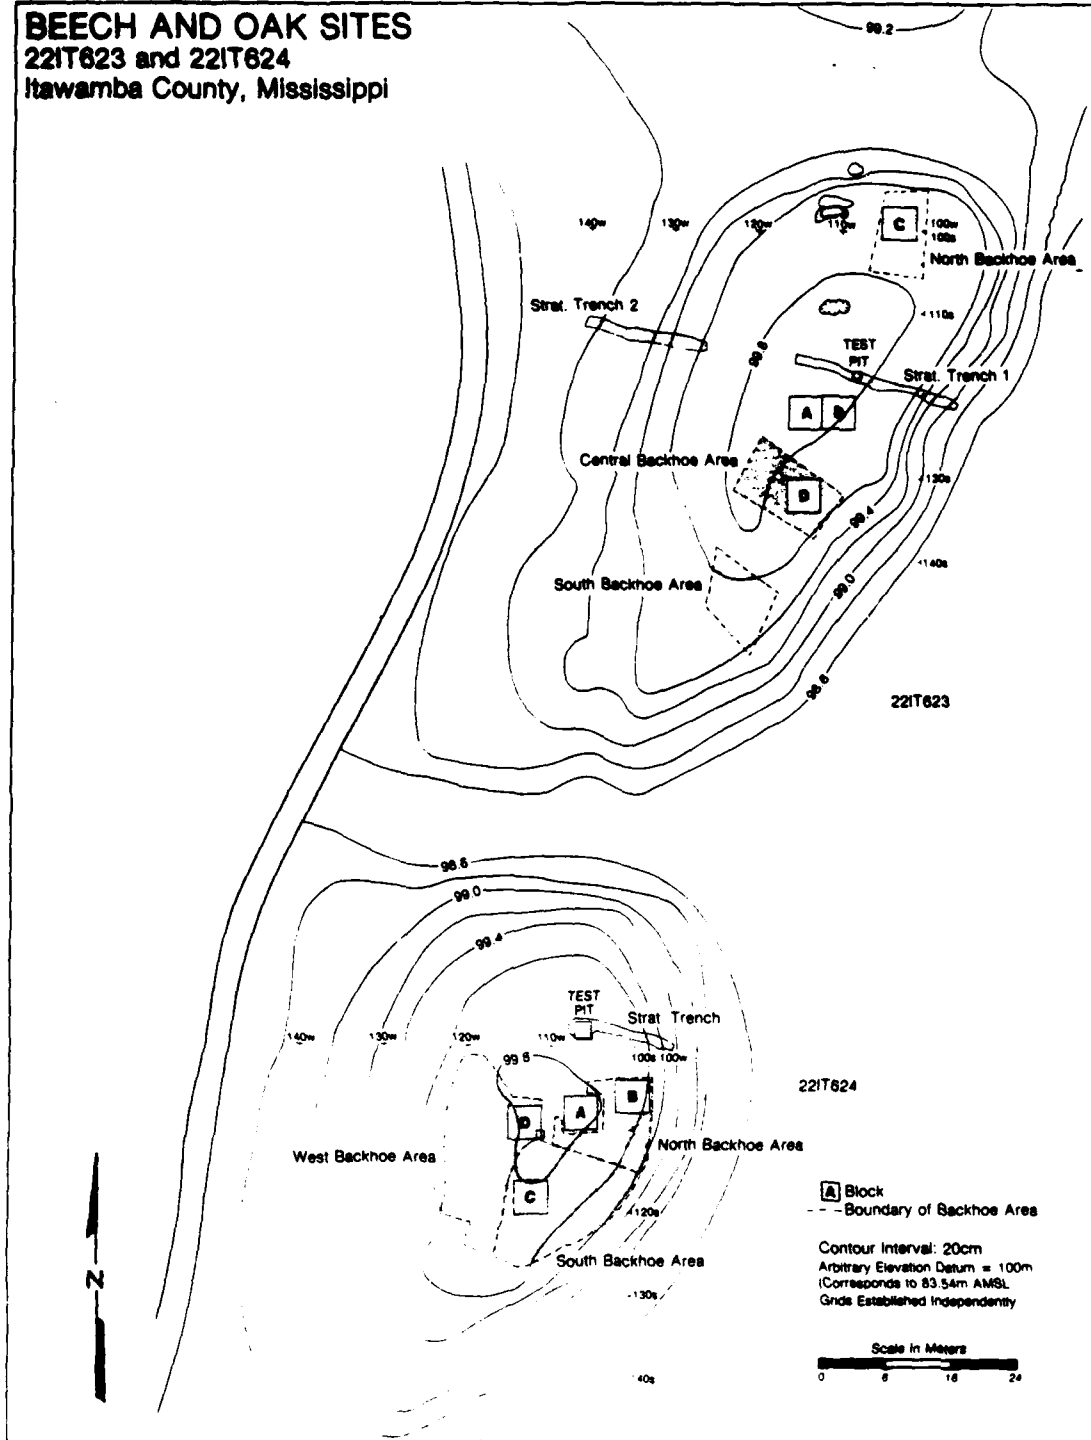 BEECH AND OAK SITES
22IT623 and 22IT624
Itawamba County, Mississippi
99.2
140w 130w 120w 110w 100w
100s
C
North Backhoe Area
Strat. Trench 2
110s
99.8
TEST
PIT
Strat. Trench 1
A B
Central Backhoe Area
130s
D
99.4
140s
South Backhoe Area
99.0
98.6
22IT623
98.6
99.0
99.4
TEST
PIT
Strat Trench
140w 130w 120w 110w
100s 100w
99.8
22IT624
B
A
D
North Backhoe Area
West Backhoe Area
C
120s
South Backhoe Area
130s
40s
N
A Block
Boundary of Backhoe Area
Contour Interval: 20cm
Arbitrary Elevation Datum = 100m
(Corresponds to 83.54m AMSL
Grids Established Independently
Scale in Meters
0 8 16 24